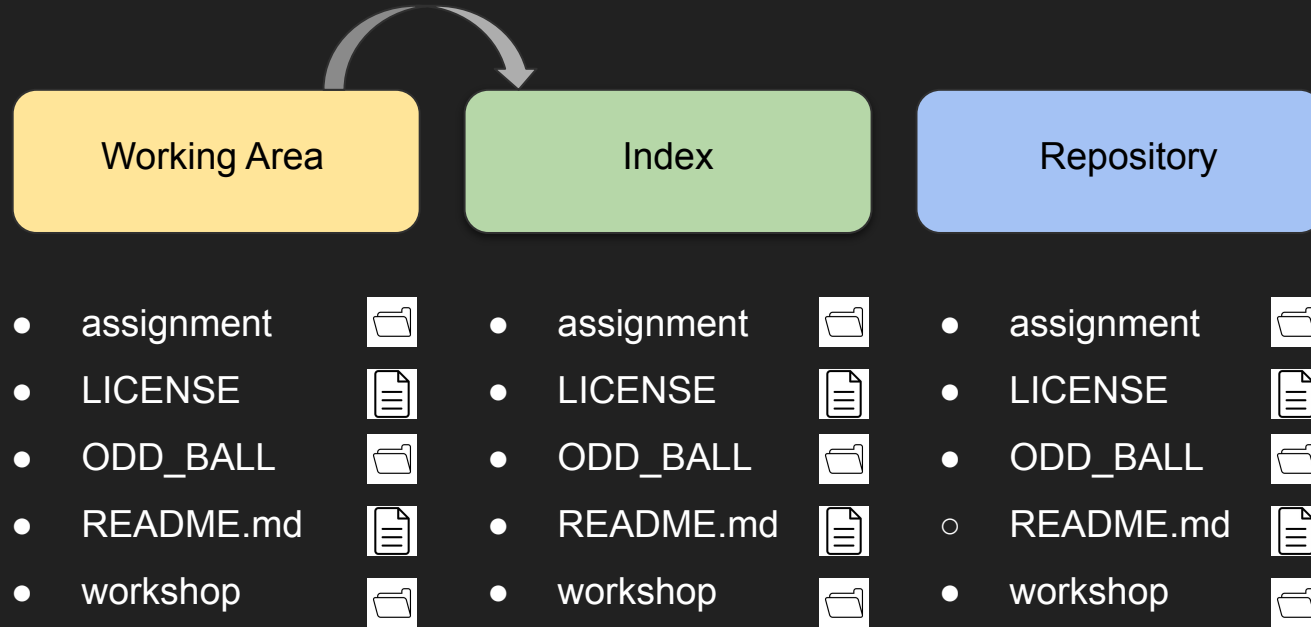 Working Area
Index
Repository
● assignment
● LICENSE
● ODD_BALL
● README.md
● workshop
● assignment
● LICENSE
● ODD_BALL
● README.md
● workshop
● assignment
● LICENSE
● ODD_BALL
○ README.md
● workshop